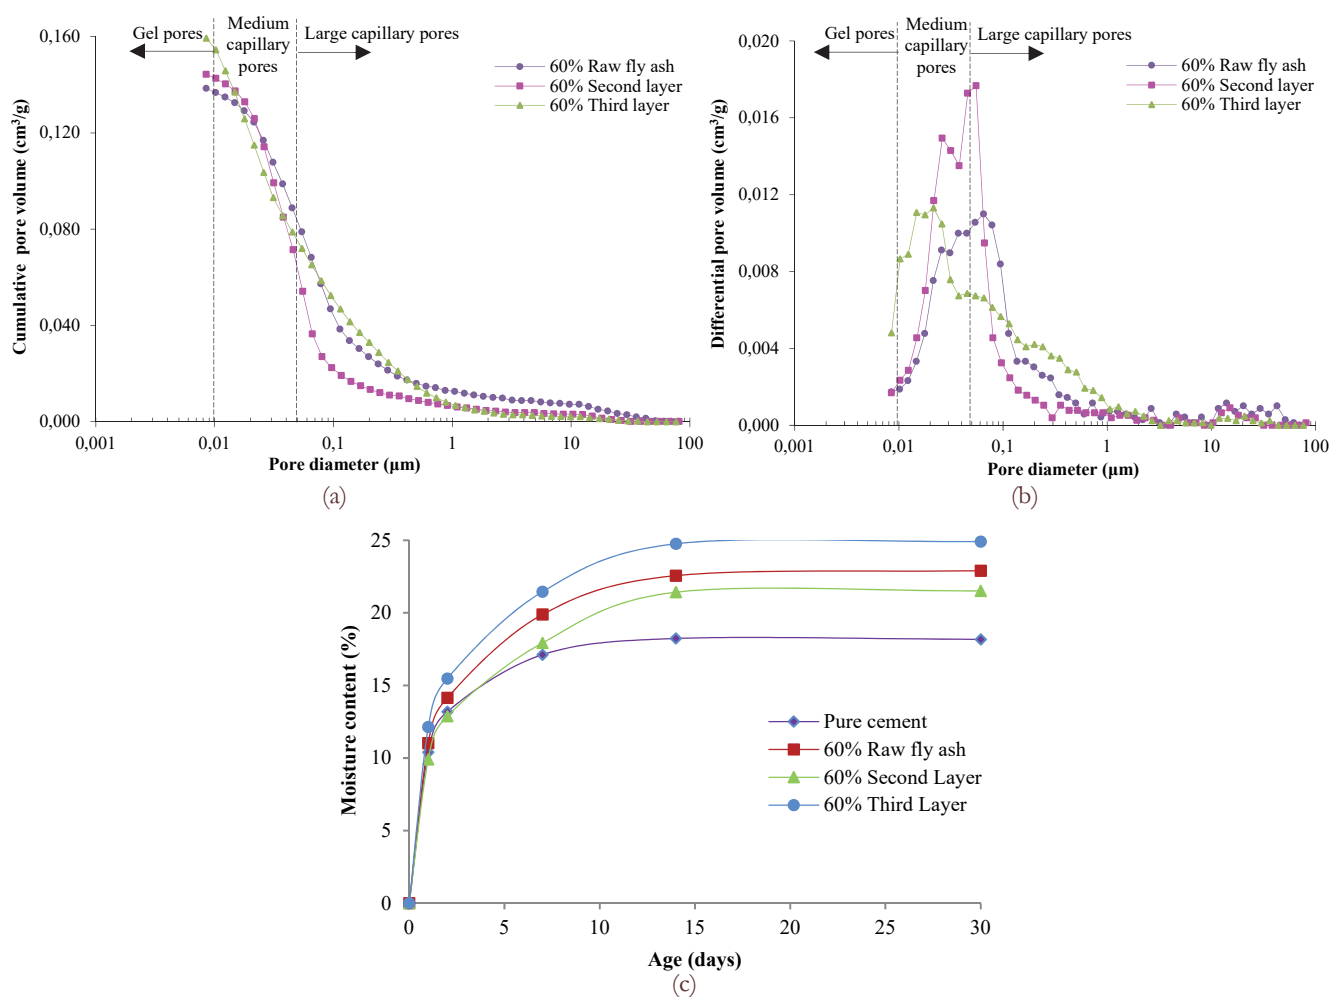 Gel pores
Medium
capillary
pores
Large capillary pores
60% Raw fly ash
60% Second layer
60% Third layer
Cumulative pore volume (cm³/g)
0,160
0,120
0,080
0,040
0,000
0,001
0,01
0,1
1
10
100
Pore diameter (µm)
(a)
Gel pores
Medium
capillary
pores
Large capillary pores
60% Raw fly ash
60% Second layer
60% Third layer
Differential pore volume (cm³/g)
0,020
0,016
0,012
0,008
0,004
0,000
0,001
0,01
0,1
1
10
100
Pore diameter (µm)
(b)
Moisture content (%)
25
20
15
10
5
0
Pure cement
60% Raw fly ash
60% Second Layer
60% Third Layer
0
5
10
15
20
25
30
Age (days)
(c)